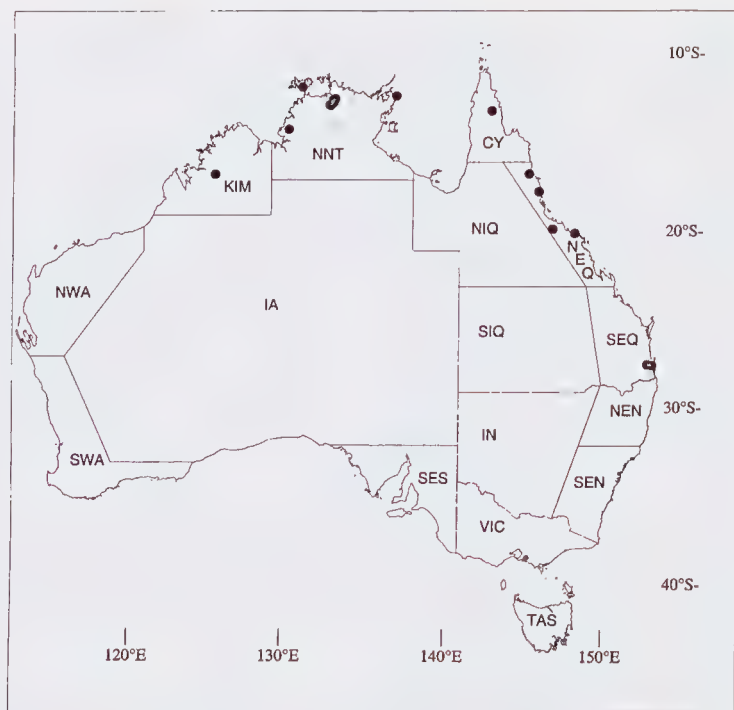 10°S-
CY
NNT
KIM
NIQ
20°S-
N
E
Q
NWA
IA
SIQ
SEQ
30°S-
NEN
IN
SWA
SES
SEN
VIC
40°S-
TAS
120°E
130°E
140°E
150°E